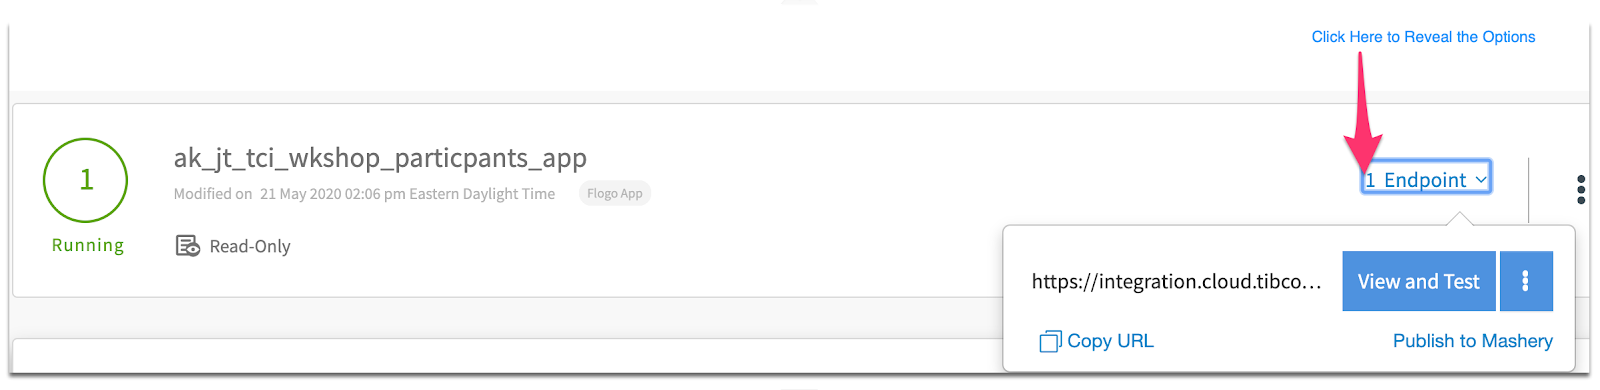 Click Here to Reveal the Options
1
ak_jt_tci_wkshop_particpants_app
1 Endpoint
Modified on 21 May 2020 02:06 pm Eastern Daylight Time
Flogo App
Running
Read-Only
https://integration.cloud.tibco...
View and Test
Copy URL
Publish to Mashery